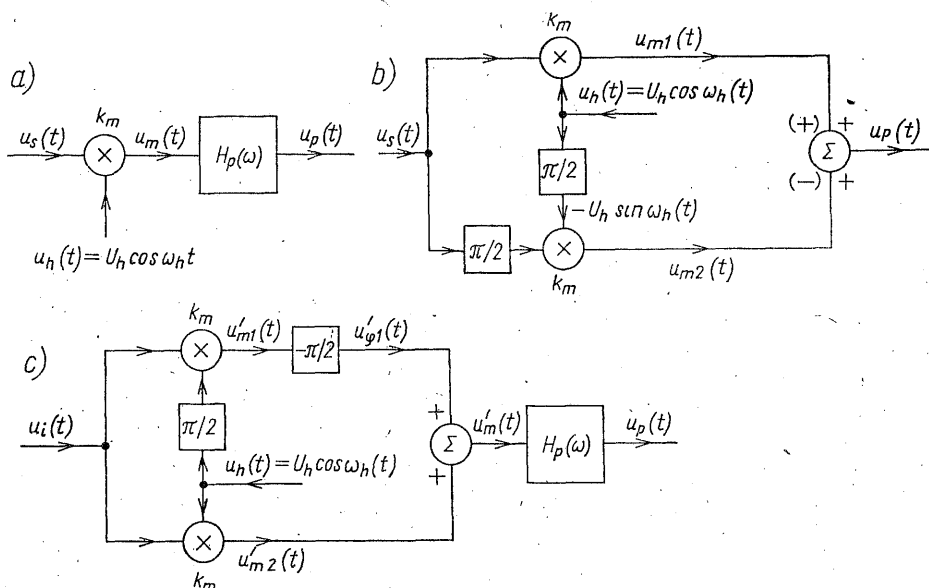 a)
u_s(t)
k_m
×
u_m(t)
H_p(ω)
u_p(t)
u_h(t)=U_h cos ω_h t
b)
u_s(t)
k_m
×
u_m1(t)
u_h(t)=U_h cos ω_h(t)
π/2
-U_h sin ω_h(t)
π/2
×
k_m
u_m2(t)
(+) +
Σ
(-) +
u_p(t)
c)
u_i(t)
k_m
×
u'_m1(t)
-π/2
u'_φ1(t)
π/2
u_h(t)=U_h cos ω_h(t)
×
k_m
u'_m2(t)
+
Σ
+
u'_m(t)
H_p(ω)
u_p(t)